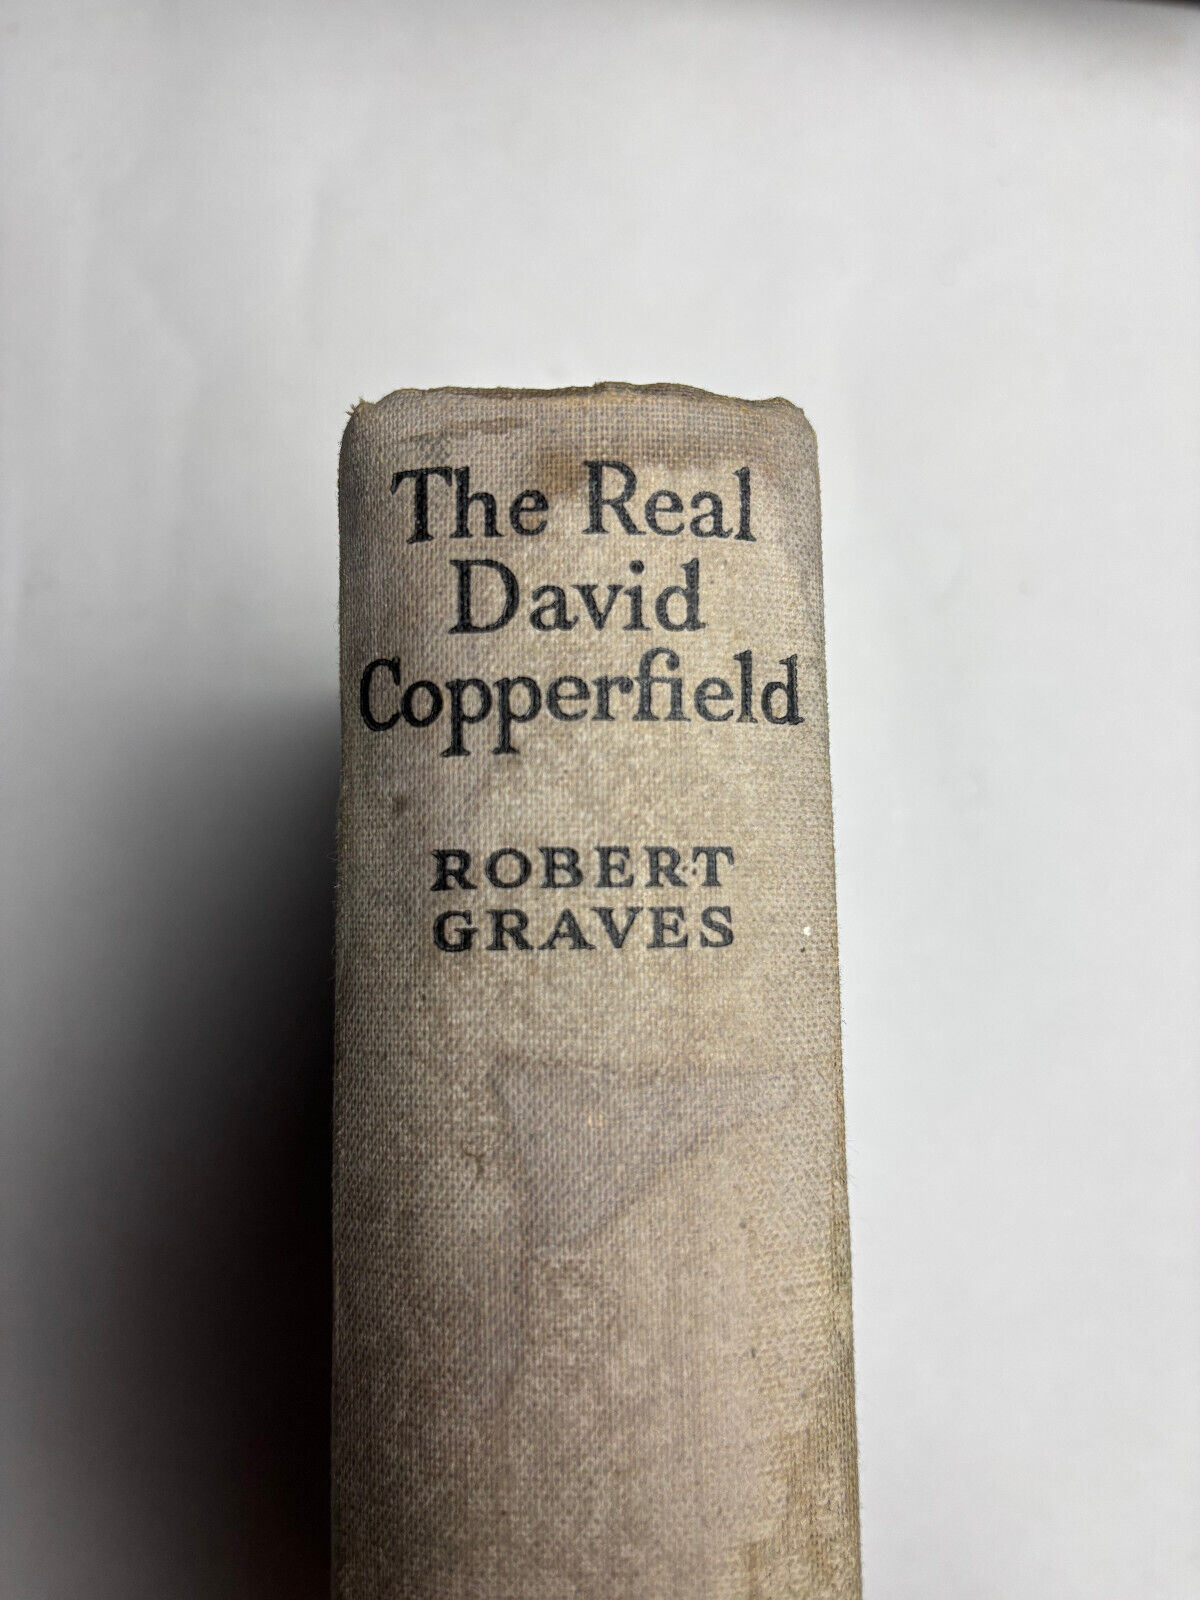 The Real
David
Copperfield
ROBERT
GRAVES